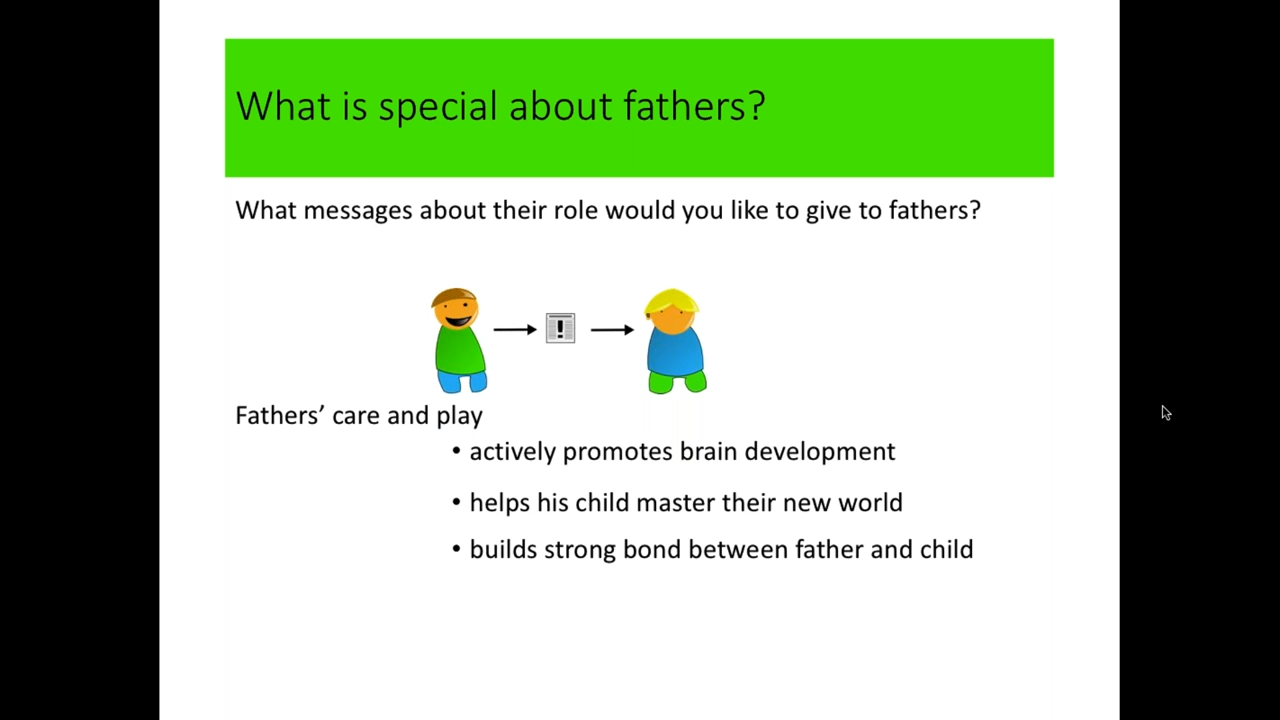 What is special about fathers?
What messages about their role would you like to give to fathers?
!
Fathers’ care and play
• actively promotes brain development
• helps his child master their new world
• builds strong bond between father and child